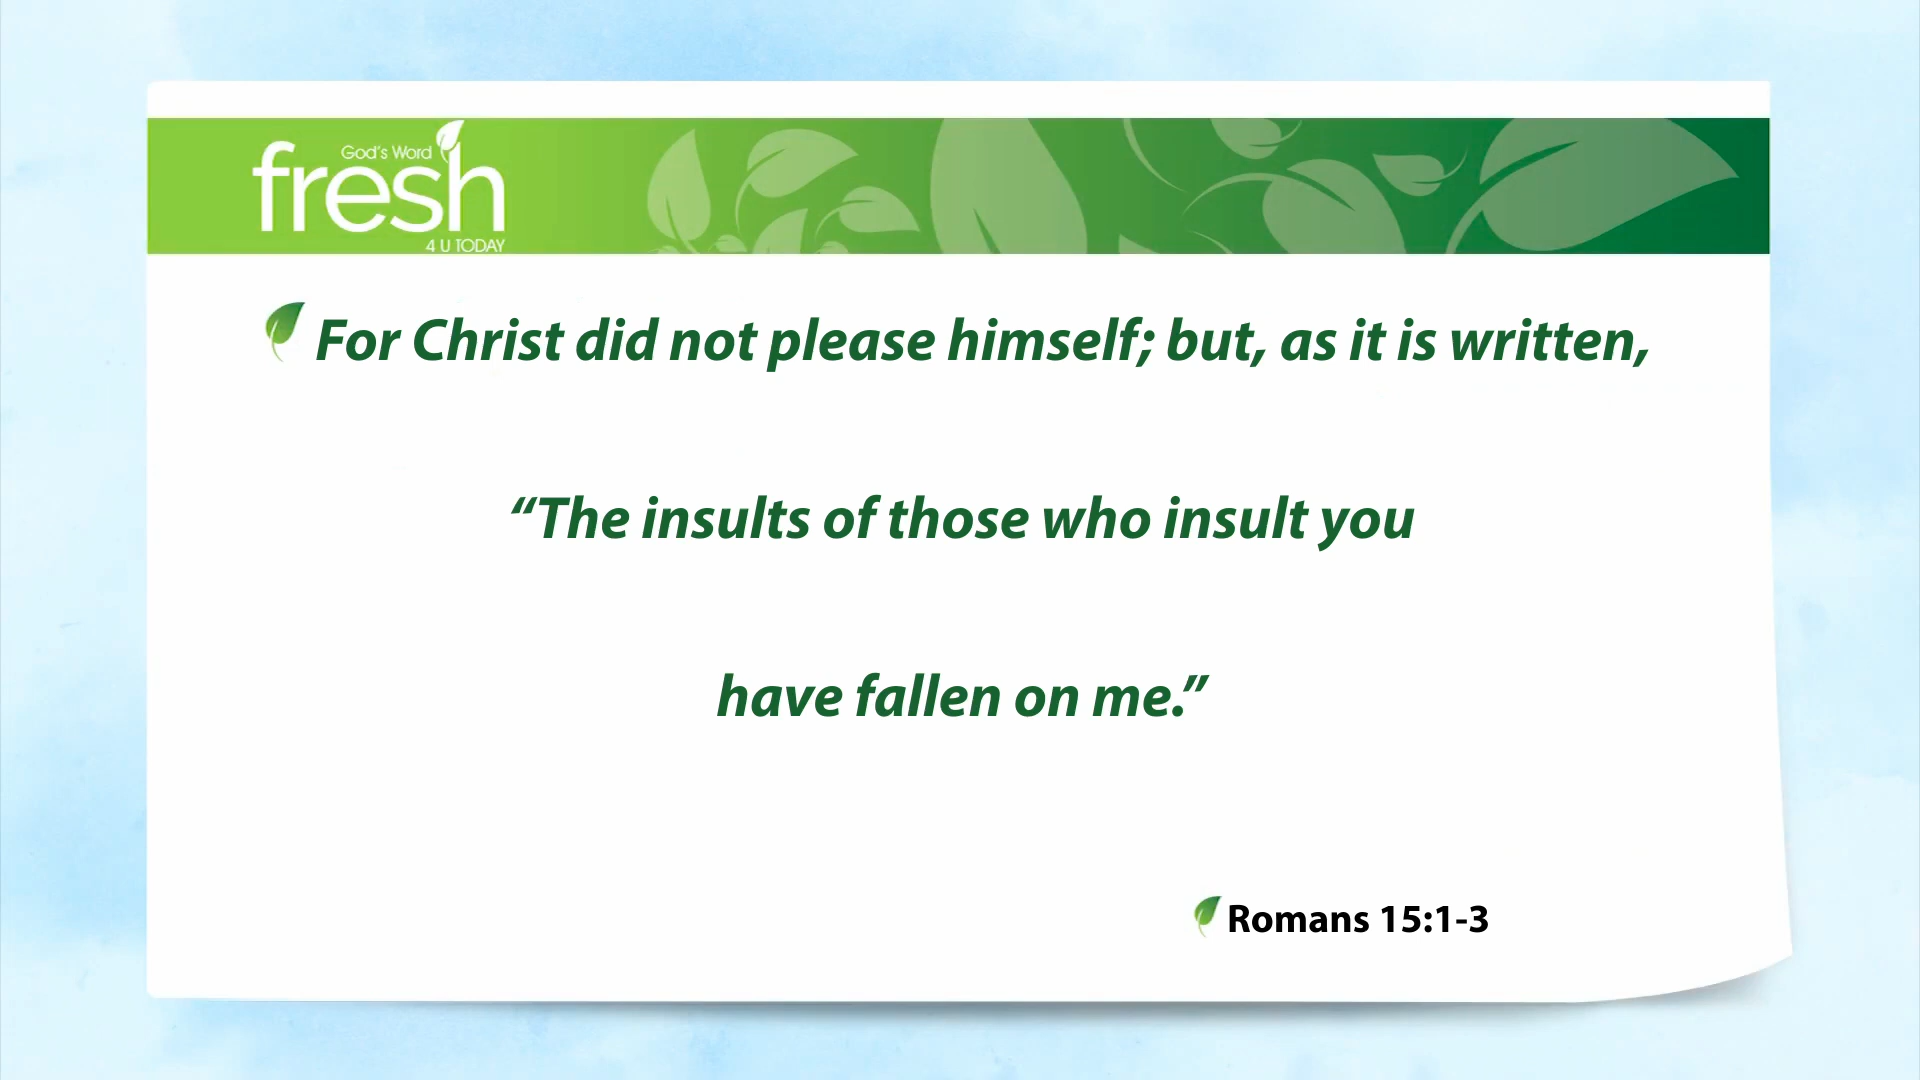 God's Word
fresh
4 U TODAY
For Christ did not please himself; but, as it is written,
“The insults of those who insult you
have fallen on me.”
Romans 15:1-3